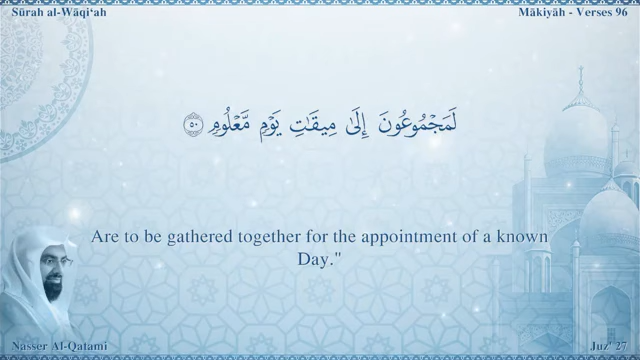 Sūrah al-Wāqi‘ah
Mākiyāh - Verses 96
لَمَجْمُوعُونَ إِلَىٰ مِيقَـٰتِ يَوْمٍ مَّعْلُومٍ ٥٠
Are to be gathered together for the appointment of a known
Day."
Nasser Al-Qatami
Juz' 27